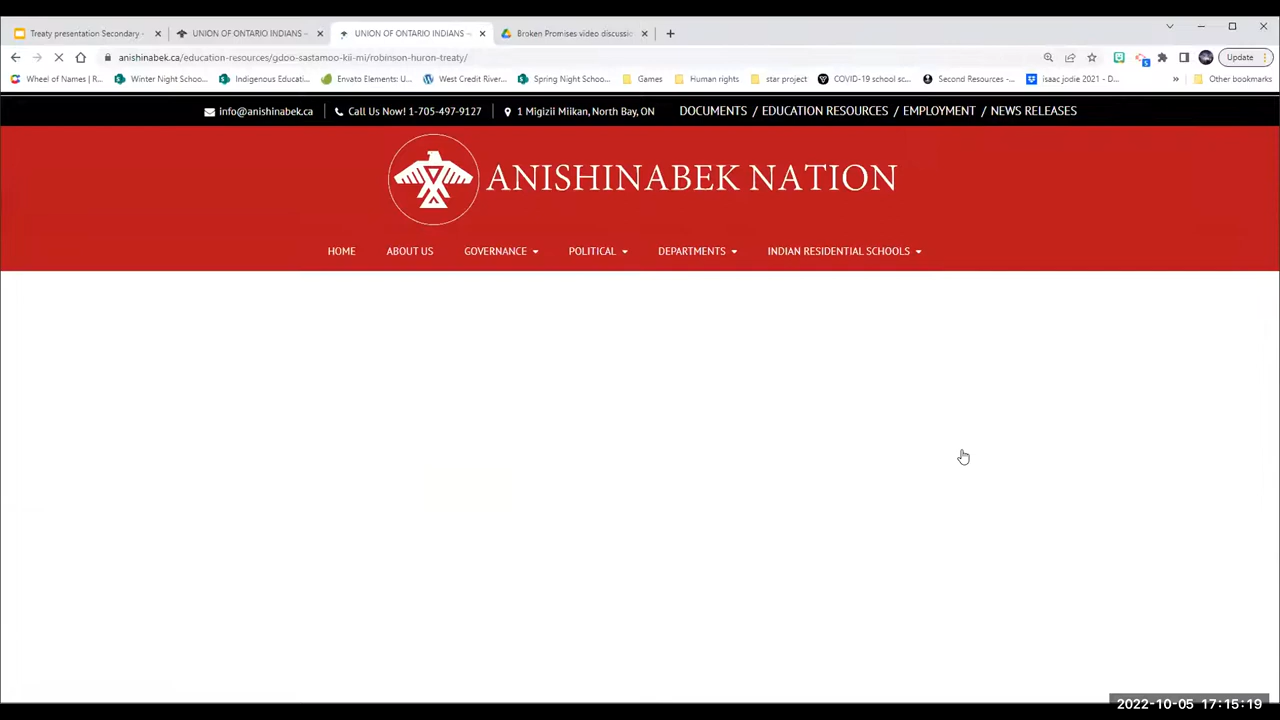 Treaty presentation Secondary - UNION OF ONTARIO INDIANS – UNION OF ONTARIO INDIANS – Broken Promises video discussio
anishinabek.ca/education-resources/gdoo-sastamoo-kii-mi/robinson-huron-treaty/ Update
Wheel of Names | R... Winter Night School... Indigenous Educati... Envato Elements: U... West Credit River... Spring Night Schoo... Games Human rights star project COVID-19 school sc... Second Resources -... isaac jodie 2021 - D... » Other bookmarks
info@anishinabek.ca Call Us Now! 1-705-497-9127 1 Migizii Miikan, North Bay, ON DOCUMENTS / EDUCATION RESOURCES / EMPLOYMENT / NEWS RELEASES
ANISHINABEK NATION
HOME ABOUT US GOVERNANCE POLITICAL DEPARTMENTS INDIAN RESIDENTIAL SCHOOLS
2022-10-05 17:15:19